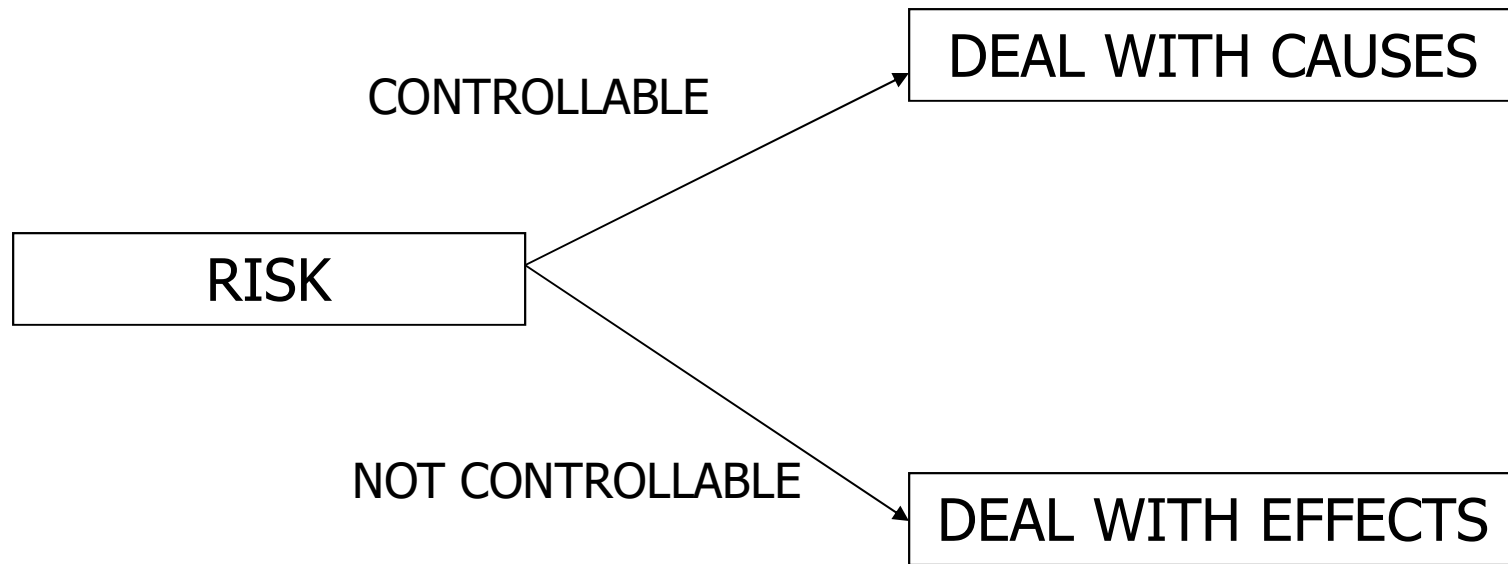 DEAL WITH CAUSES
CONTROLLABLE
RISK
NOT CONTROLLABLE
DEAL WITH EFFECTS